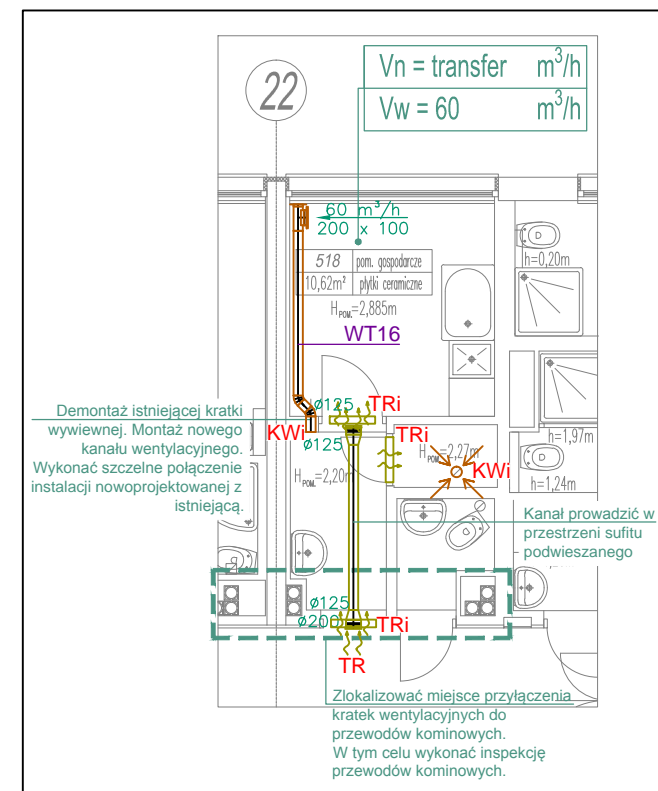 Vn = transfer m³/h
Vw = 60 m³/h
22
60 m³/h
200 x 100
518 pom. gospodarcze
10,62m² płytki ceramiczne
H POM.=2,885m
h=0,20m
WT16
Demontaż istniejącej kratki
wywiewnej. Montaż nowego
kanału wentylacyjnego.
Wykonać szczelne połączenie
instalacji nowoprojektowanej z
istniejącą.
ø125
TRi
KWi
ø125
TRi
H POM.=2,27m
h=1,97m
H POM.=2,20m
KWi
h=1,24m
Kanał prowadzić w
przestrzeni sufitu
podwieszanego
ø125
ø200
TRi
TR
Zlokalizować miejsce przyłączenia
kratek wentylacyjnych do
przewodów kominowych.
W tym celu wykonać inspekcję
przewodów kominowych.